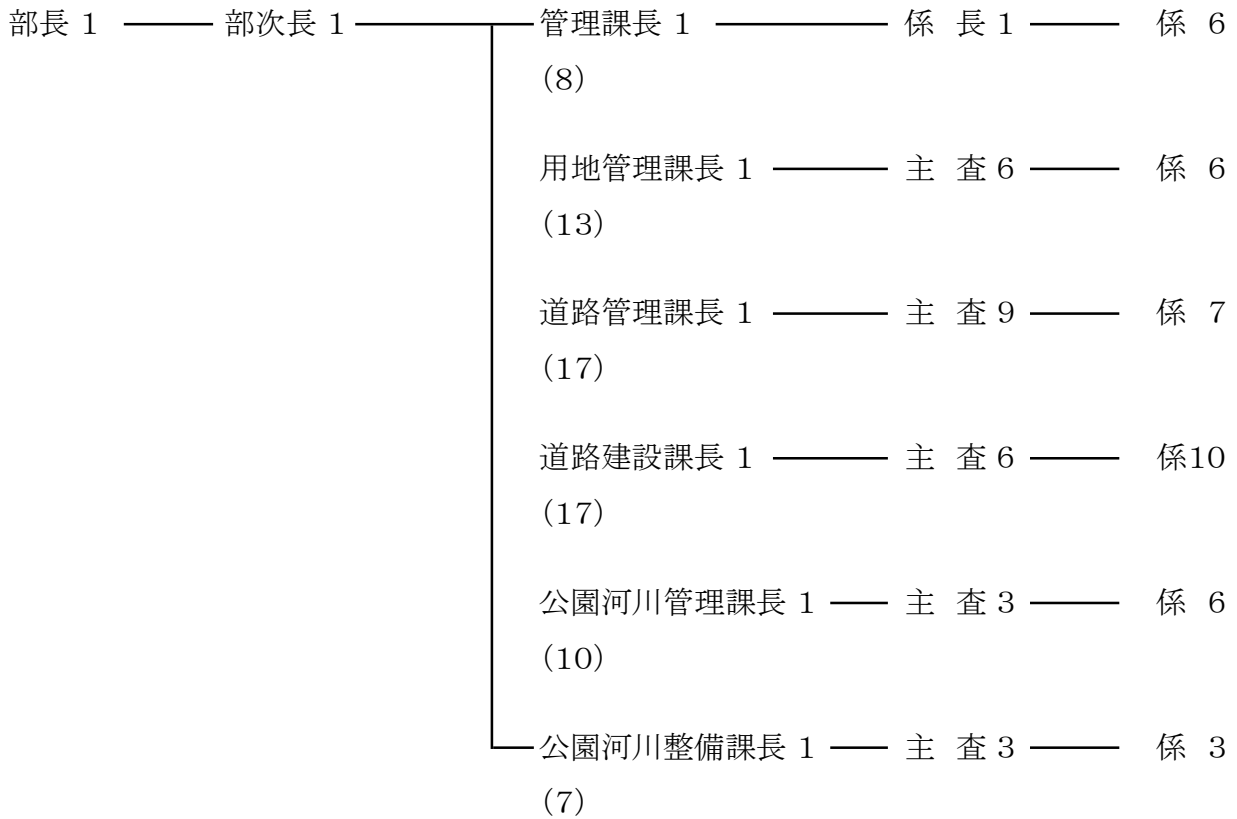 部長 1 部次長 1 管理課長 1 係 長 1 係 6
(8)
用地管理課長 1 主 査 6 係 6
(13)
道路管理課長 1 主 査 9 係 7
(17)
道路建設課長 1 主 査 6 係10
(17)
公園河川管理課長 1 主 査 3 係 6
(10)
公園河川整備課長 1 主 査 3 係 3
(7)